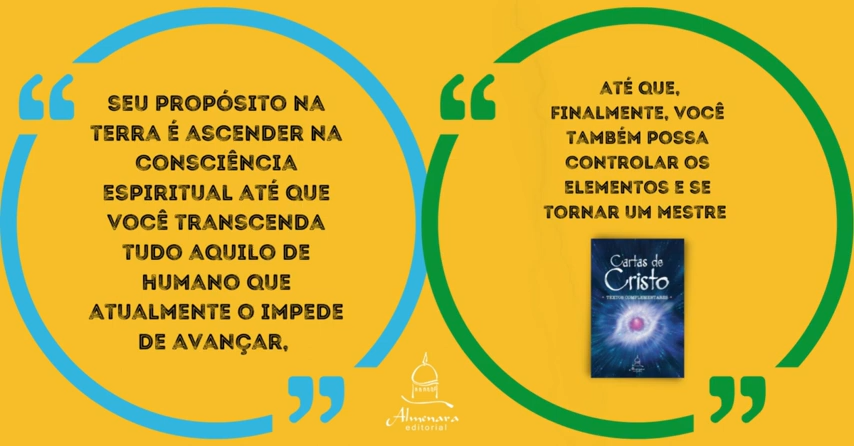 SEU PROPÓSITO NA
TERRA É ASCENDER NA
CONSCIÊNCIA
ESPIRITUAL ATÉ QUE
VOCÊ TRANSCENDA
TUDO AQUILO DE
HUMANO QUE
ATUALMENTE O IMPEDE
DE AVANÇAR,
ATÉ QUE,
FINALMENTE, VOCÊ
TAMBÉM POSSA
CONTROLAR OS
ELEMENTOS E SE
TORNAR UM MESTRE
Cartas de
Cristo
TEXTOS COMPLEMENTARES
Almenara
editorial